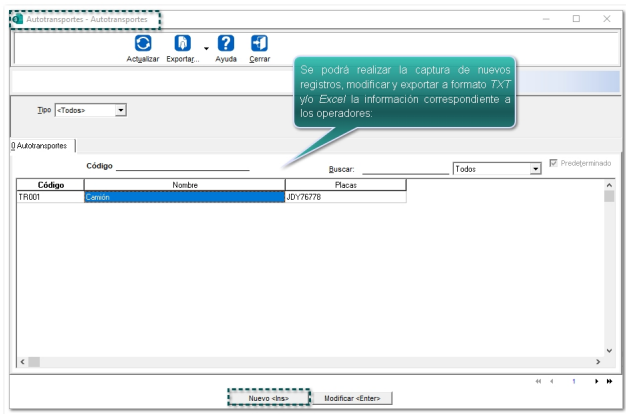 Autotransportes - Autotransportes
Actualizar Exportar... Ayuda Cerrar
Se podrá realizar la captura de nuevos
registros, modificar y exportar a formato TXT
y/o Excel la información correspondiente a
los operadores:
Tipo <Todos>
0 Autotransportes
Código Buscar: Todos Predeterminado
Código Nombre Placas
TR001 Camión JDY76778
1
Nuevo <Ins> Modificar <Enter>